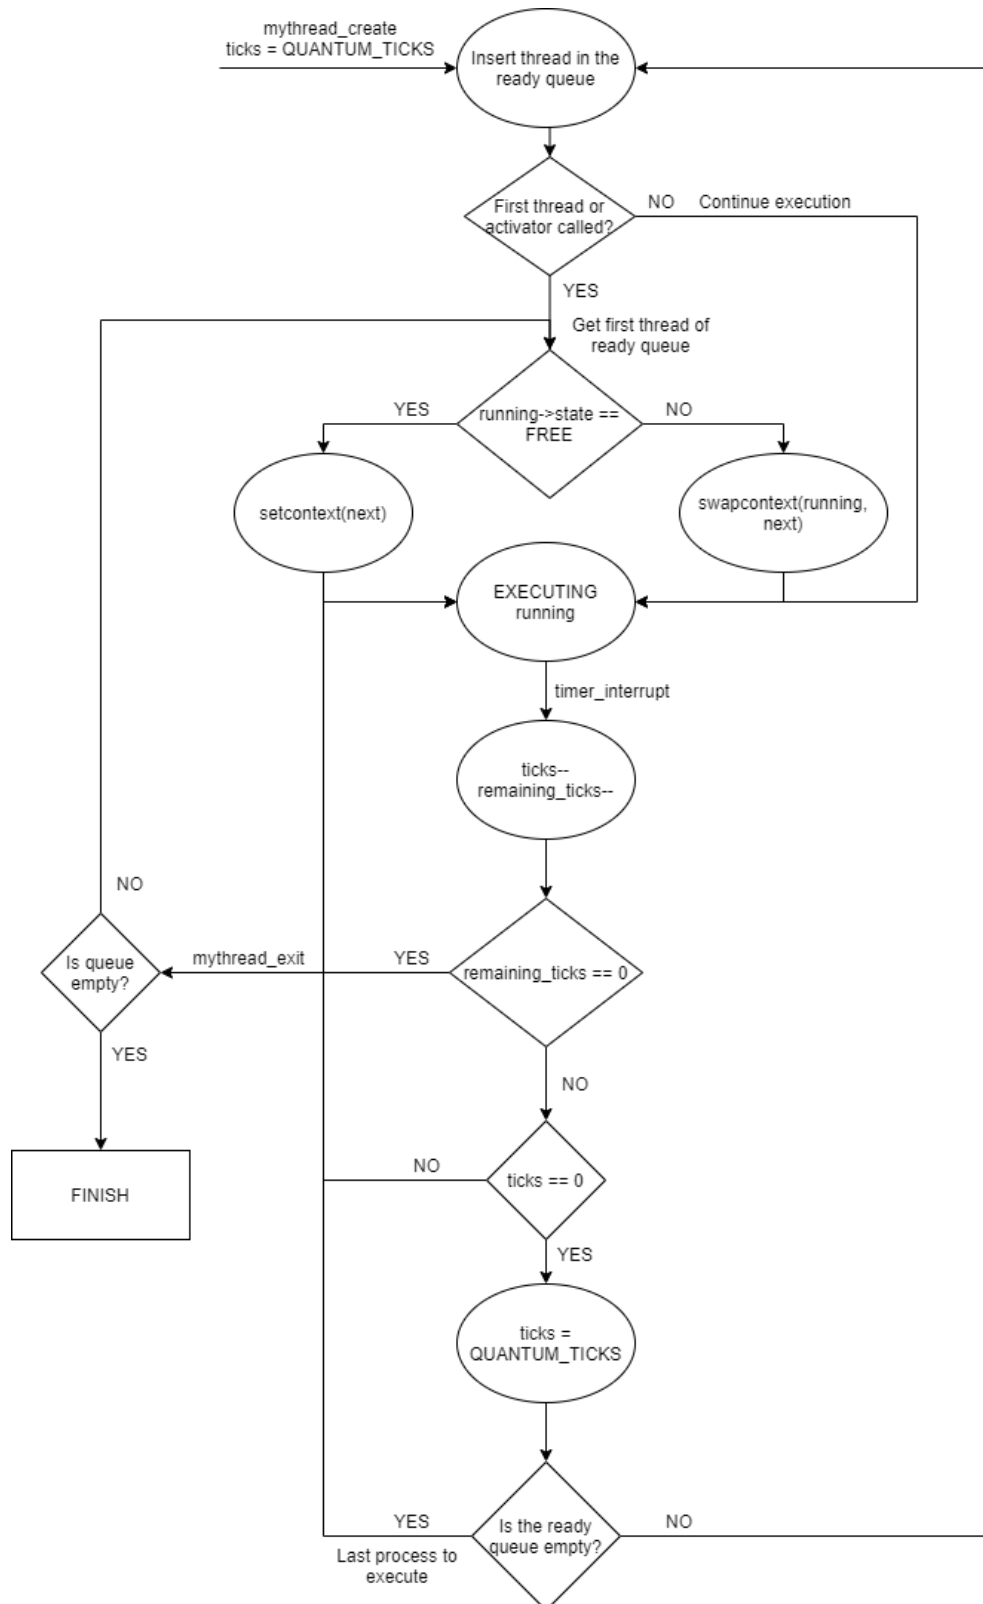 mythread_create
ticks = QUANTUM_TICKS
Insert thread in the
ready queue
First thread or
activator called?
NO
Continue execution
YES
Get first thread of
ready queue
YES
running->state ==
FREE
NO
setcontext(next)
swapcontext(running,
next)
EXECUTING
running
timer_interrupt
ticks--
remaining_ticks--
NO
Is queue
empty?
mythread_exit
YES
remaining_ticks == 0
YES
NO
FINISH
NO
ticks == 0
YES
ticks =
QUANTUM_TICKS
YES
Is the ready
queue empty?
NO
Last process to
execute